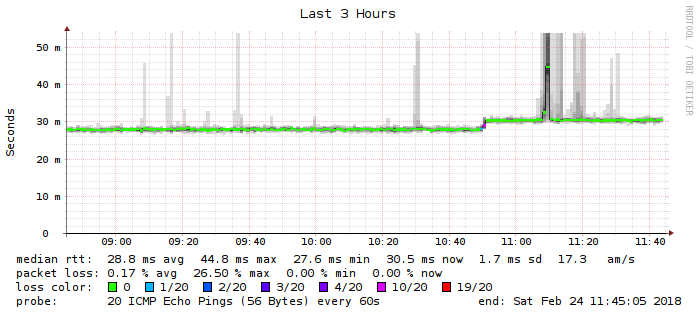 Last 3 Hours
RRDTOOL / TOBI OETIKER
Seconds
50 m
40 m
30 m
20 m
10 m
0
09:00 09:20 09:40 10:00 10:20 10:40 11:00 11:20 11:40
median rtt: 28.8 ms avg 44.8 ms max 27.6 ms min 30.5 ms now 1.7 ms sd 17.3 am/s
packet loss: 0.17 % avg 26.50 % max 0.00 % min 0.00 % now
loss color: 0 1/20 2/20 3/20 4/20 10/20 19/20
probe: 20 ICMP Echo Pings (56 Bytes) every 60s end: Sat Feb 24 11:45:05 2018